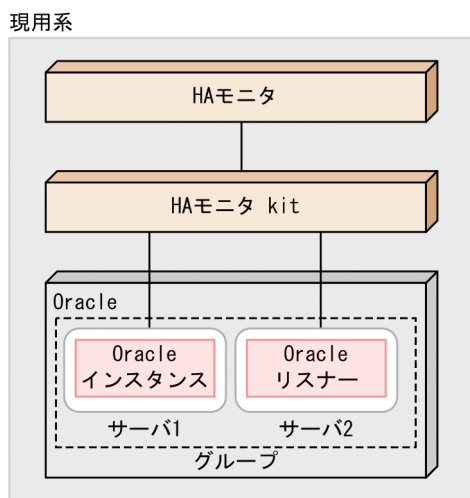 現用系
HAモニタ
HAモニタ kit
Oracle
Oracle
インスタンス
Oracle
リスナー
サーバ1
サーバ2
グループ